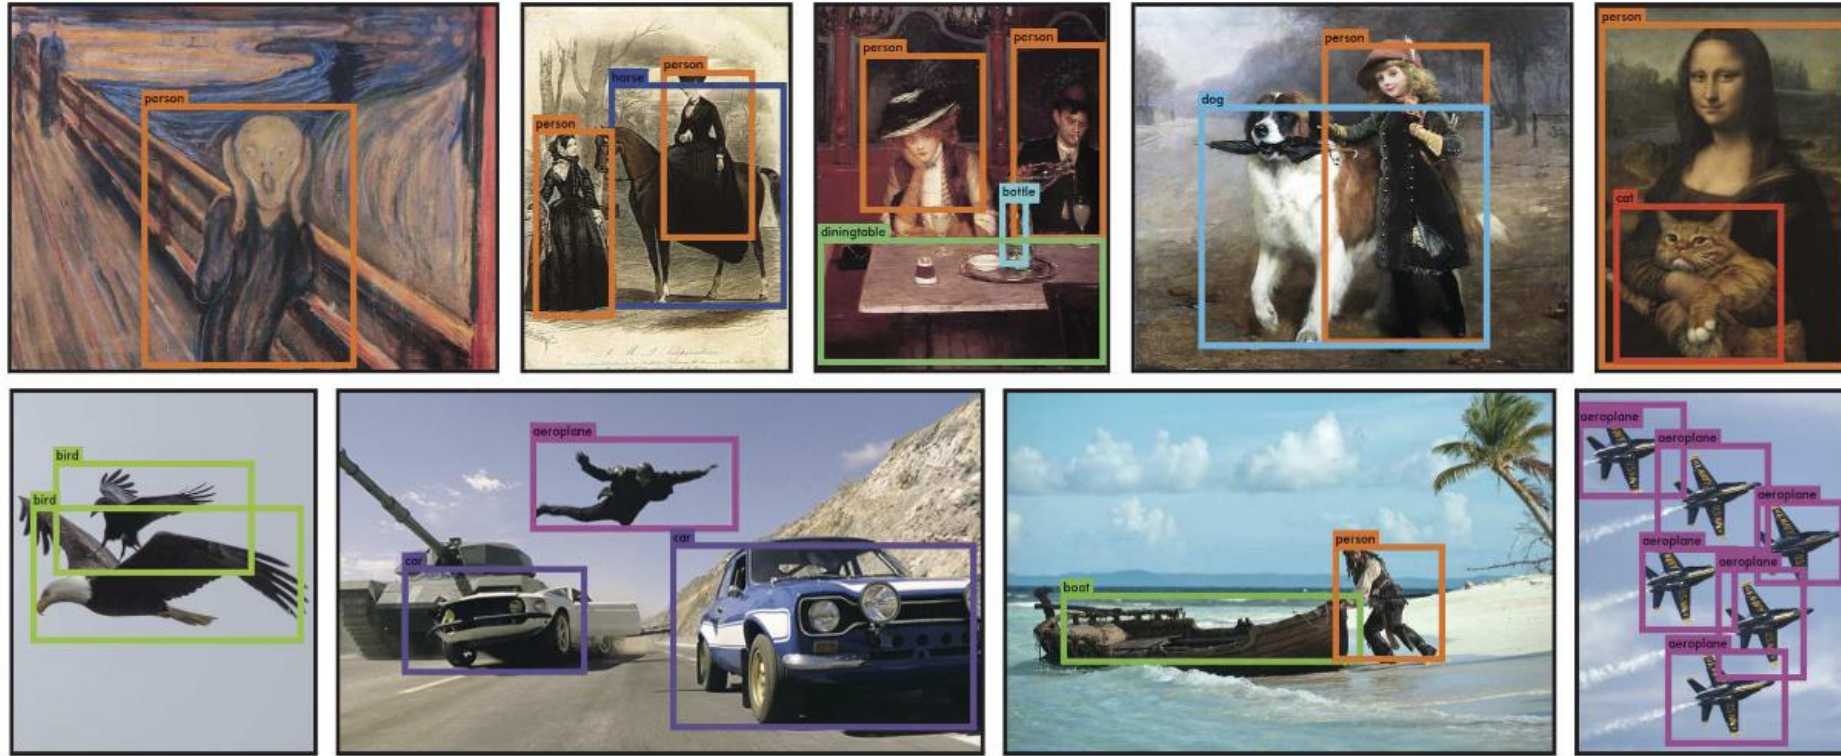 person
horse
person
person
person
person
bottle
diningtable
person
dog
person
cat
bird
bird
aeroplane
car
car
boat
person
aeroplane
aeroplane
aeroplane
aeroplane
aeroplane
aeroplane